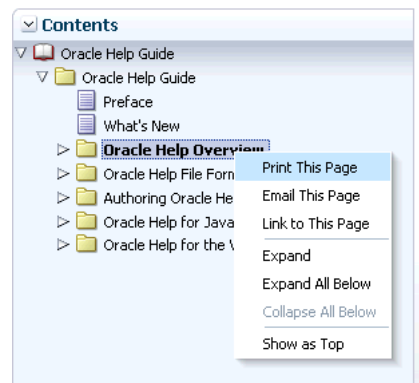 Contents
Oracle Help Guide
Oracle Help Guide
Preface
What's New
Oracle Help Overview
Oracle Help File Form
Authoring Oracle He
Oracle Help for Java
Oracle Help for the
Print This Page
Email This Page
Link to This Page
Expand
Expand All Below
Collapse All Below
Show as Top